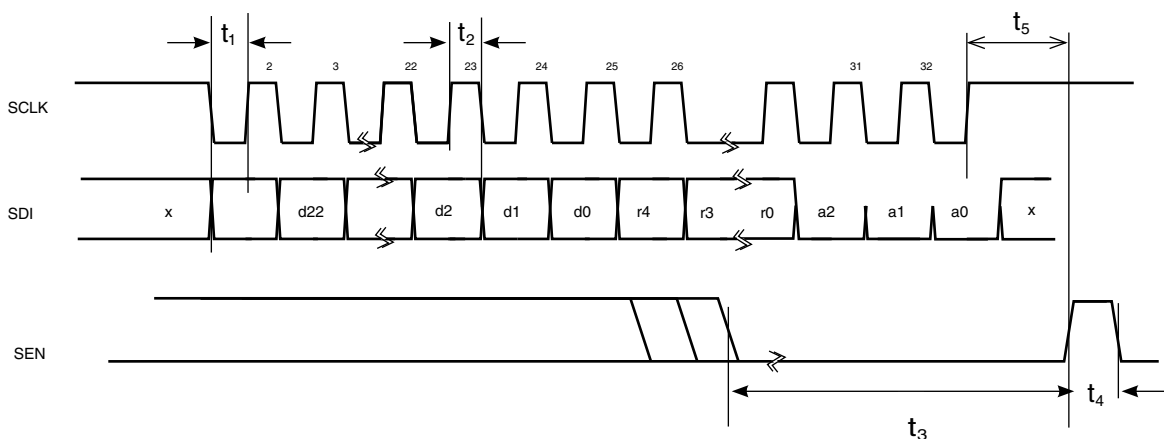 t1 t2 t5
2 3 22 23 24 25 26 31 32
SCLK
SDI x d22 d2 d1 d0 r4 r3 r0 a2 a1 a0 x
SEN
t4
t3